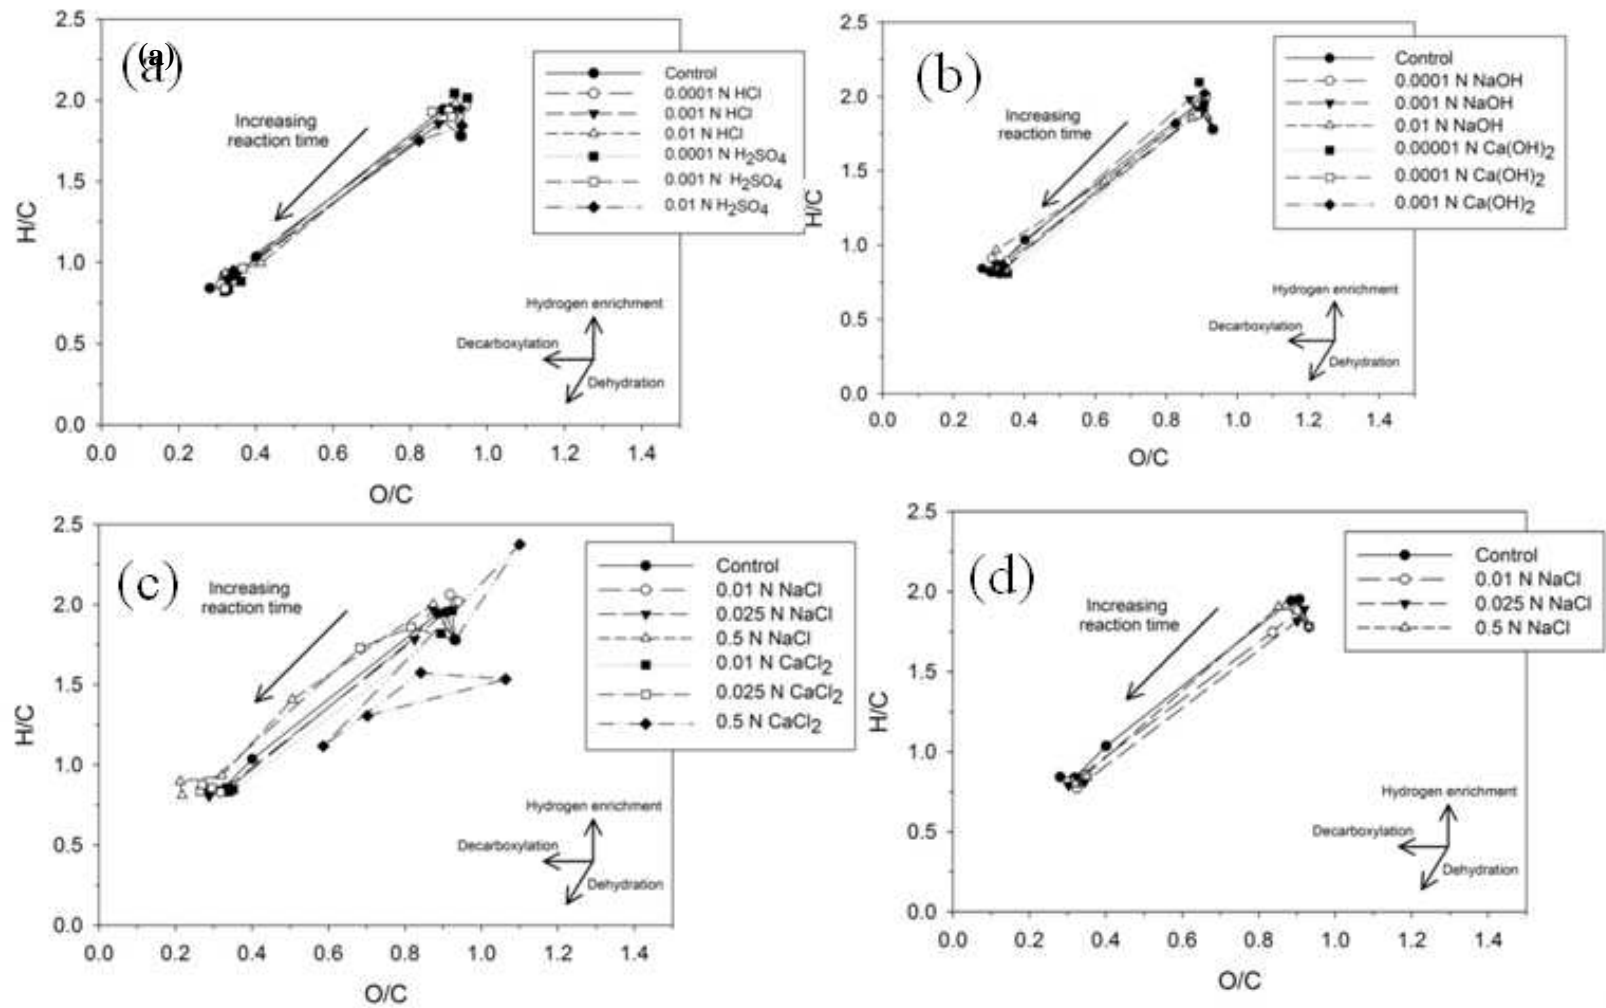 (a)
(a)
2.5
2.0
1.5
1.0
0.5
0.0
H/C
0.0 0.2 0.4 0.6 0.8 1.0 1.2 1.4
O/C
Increasing
reaction time
Control
0.0001 N HCl
0.001 N HCl
0.01 N HCl
0.0001 N H2SO4
0.001 N H2SO4
0.01 N H2SO4
Hydrogen enrichment
Decarboxylation
Dehydration
(b)
2.5
2.0
1.5
1.0
0.5
0.0
H/C
0.0 0.2 0.4 0.6 0.8 1.0 1.2 1.4
O/C
Increasing
reaction time
Control
0.0001 N NaOH
0.001 N NaOH
0.01 N NaOH
0.00001 N Ca(OH)2
0.0001 N Ca(OH)2
0.001 N Ca(OH)2
Hydrogen enrichment
Decarboxylation
Dehydration
(c)
2.5
2.0
1.5
1.0
0.5
0.0
H/C
0.0 0.2 0.4 0.6 0.8 1.0 1.2 1.4
O/C
Increasing
reaction time
Control
0.01 N NaCl
0.025 N NaCl
0.5 N NaCl
0.01 N CaCl2
0.025 N CaCl2
0.5 N CaCl2
Hydrogen enrichment
Decarboxylation
Dehydration
(d)
2.5
2.0
1.5
1.0
0.5
0.0
H/C
0.0 0.2 0.4 0.6 0.8 1.0 1.2 1.4
O/C
Increasing
reaction time
Control
0.01 N NaCl
0.025 N NaCl
0.5 N NaCl
Hydrogen enrichment
Decarboxylation
Dehydration